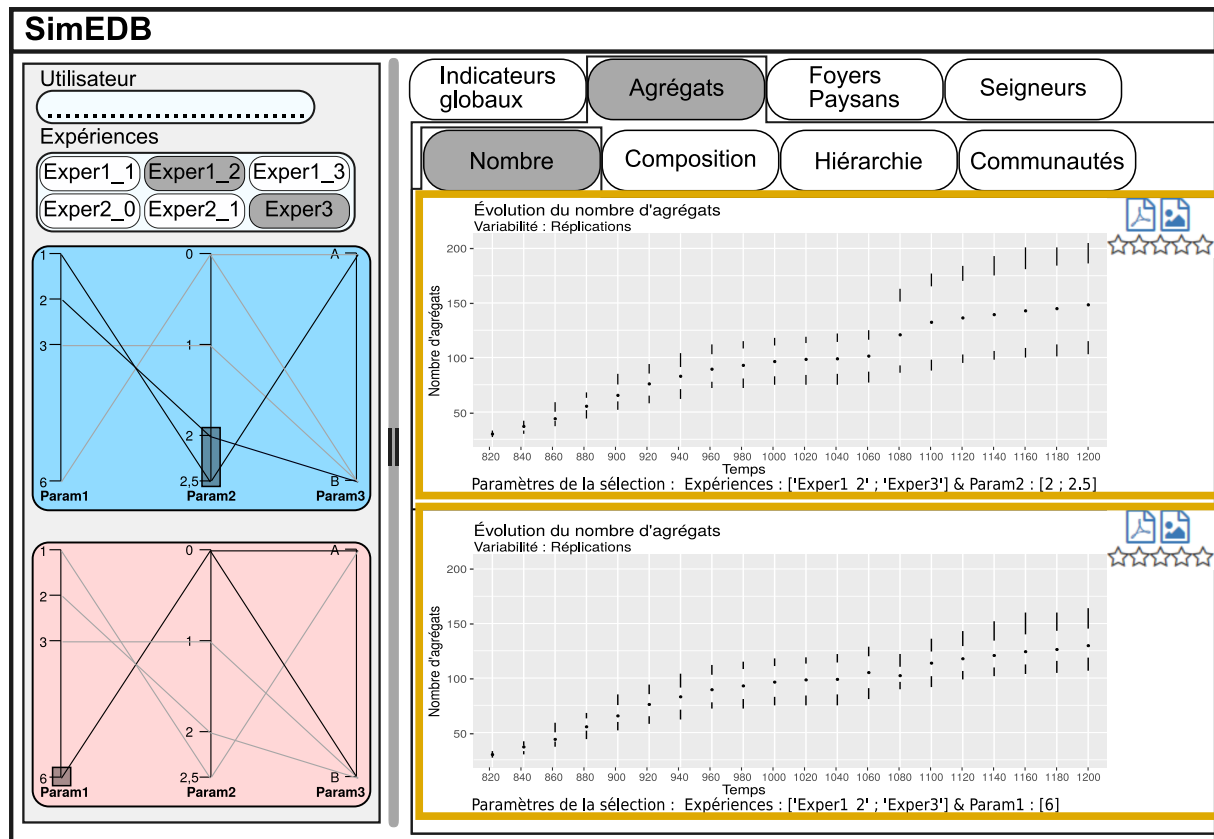 SimEDB
Utilisateur
Expériences
Exper1_1 Exper1_2 Exper1_3
Exper2_0 Exper2_1 Exper3
1 0 A
2
3 1
2
6 2,5 B
Param1 Param2 Param3
1 0 A
2
3 1
2
6 2,5 B
Param1 Param2 Param3
Indicateurs
globaux
Agrégats
Foyers
Paysans
Seigneurs
Nombre Composition Hiérarchie Communautés
Évolution du nombre d'agrégats
Variabilité : Réplications
Nombre d'agrégats
200
150
100
50
820 840 860 880 900 920 940 960 980 1000 1020 1040 1060 1080 1100 1120 1140 1160 1180 1200
Temps
Paramètres de la sélection : Expériences : ['Exper1_2' ; 'Exper3'] & Param2 : [2 ; 2.5]
Évolution du nombre d'agrégats
Variabilité : Réplications
Nombre d'agrégats
200
150
100
50
820 840 860 880 900 920 940 960 980 1000 1020 1040 1060 1080 1100 1120 1140 1160 1180 1200
Temps
Paramètres de la sélection : Expériences : ['Exper1_2' ; 'Exper3'] & Param1 : [6]